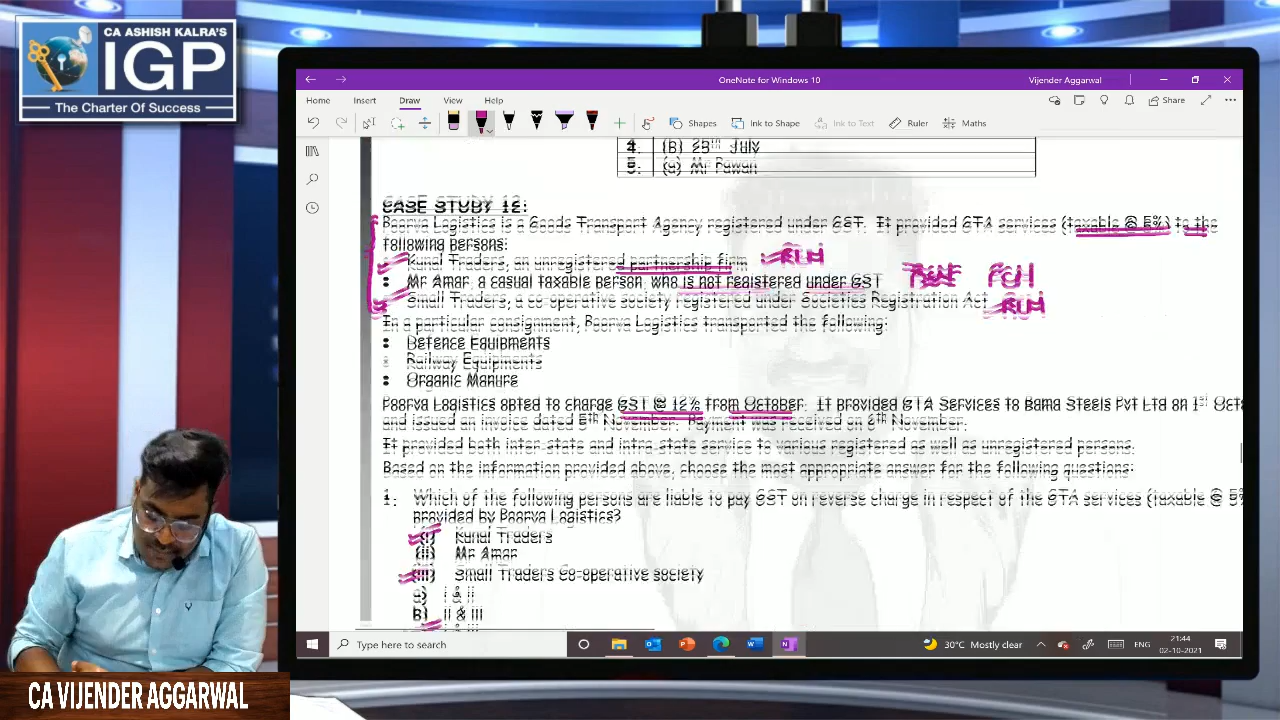 CA ASHISH KALRA'S
IGP
The Charter Of Success
OneNote for Windows 10
Vijender Aggarwal
Home Insert Draw View Help
Share
Shapes Ink to Shape Ink to Text Ruler Maths
4. (b) 25th July
5. (a) Mr Pawan
CASE STUDY 12:
Poorva Logistics is a Goods Transport Agency registered under GST. It provided GTA services (taxable @ 5%) to the
following persons:
Kunal Traders, an unregistered partnership firm RCM
• Mr Amar, a casual taxable person, who is not registered under GST FCM
Small Traders, a co-operative society registered under Societies Registration Act RCM
In a particular consignment, Poorva Logistics transported the following:
• Defence Equipments
• Railway Equipments
• Organic Manure
Poorva Logistics opted to charge GST @ 12% from October. It provided GTA Services to Bama Steels Pvt Ltd on 1st Octo
and issued an invoice dated 5th November. Payment was received on 6th November.
It provided both inter-state and intra-state service to various registered as well as unregistered persons.
Based on the information provided above, choose the most appropriate answer for the following questions:
1. Which of the following persons are liable to pay GST on reverse charge in respect of the GTA services (taxable @ 5%
provided by Poorva Logistics?
(i) Kunal Traders
(ii) Mr Amar
(iii) Small Traders Co-operative society
a) i & ii
b) ii & iii
i & iii
Type here to search
30°C Mostly clear
ENG
21:44
02-10-2021
CA VIJENDER AGGARWAL